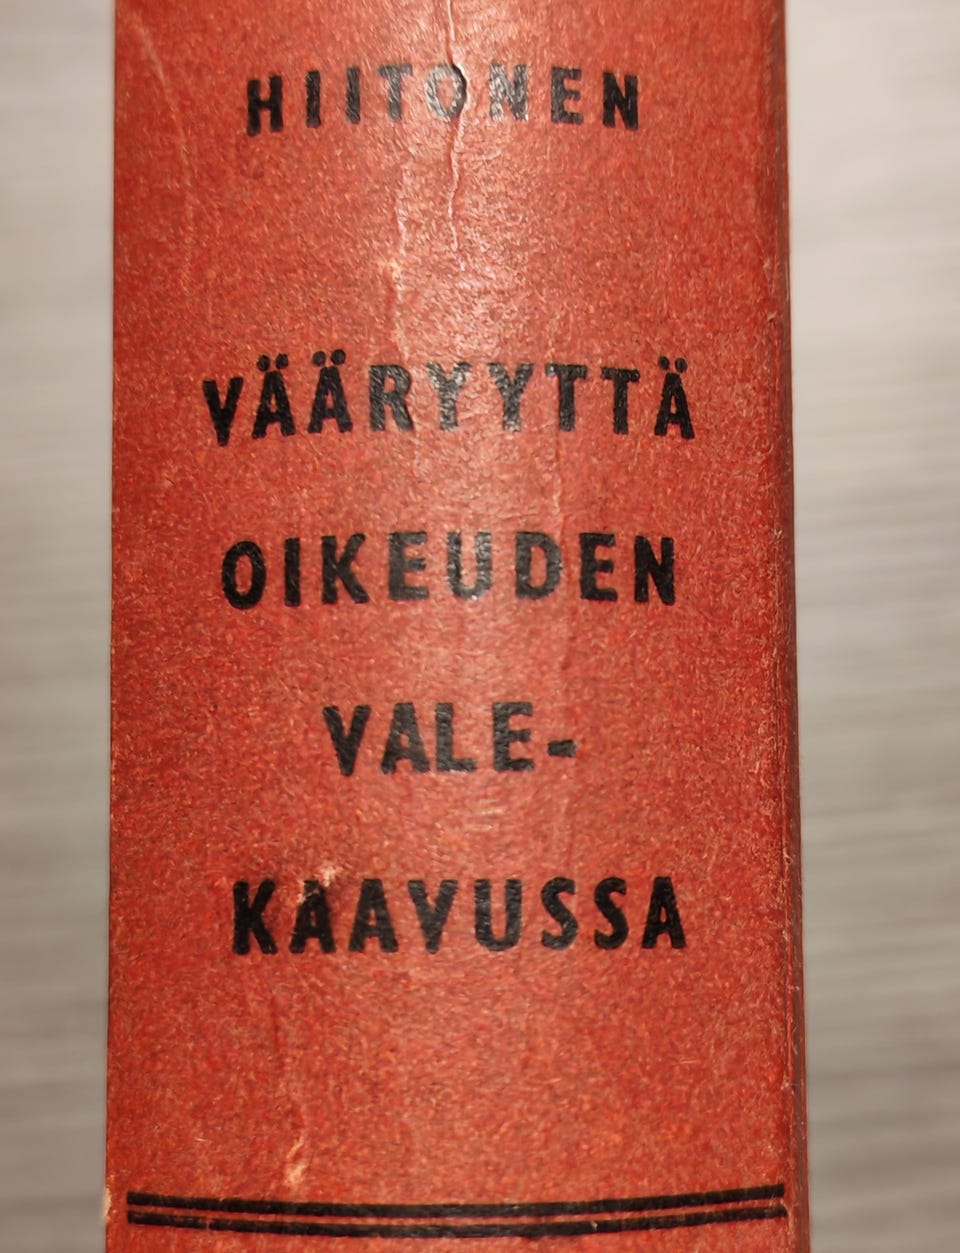 HIITONEN
VÄÄRYYTTÄ
OIKEUDEN
VALE-
KAAVUSSA